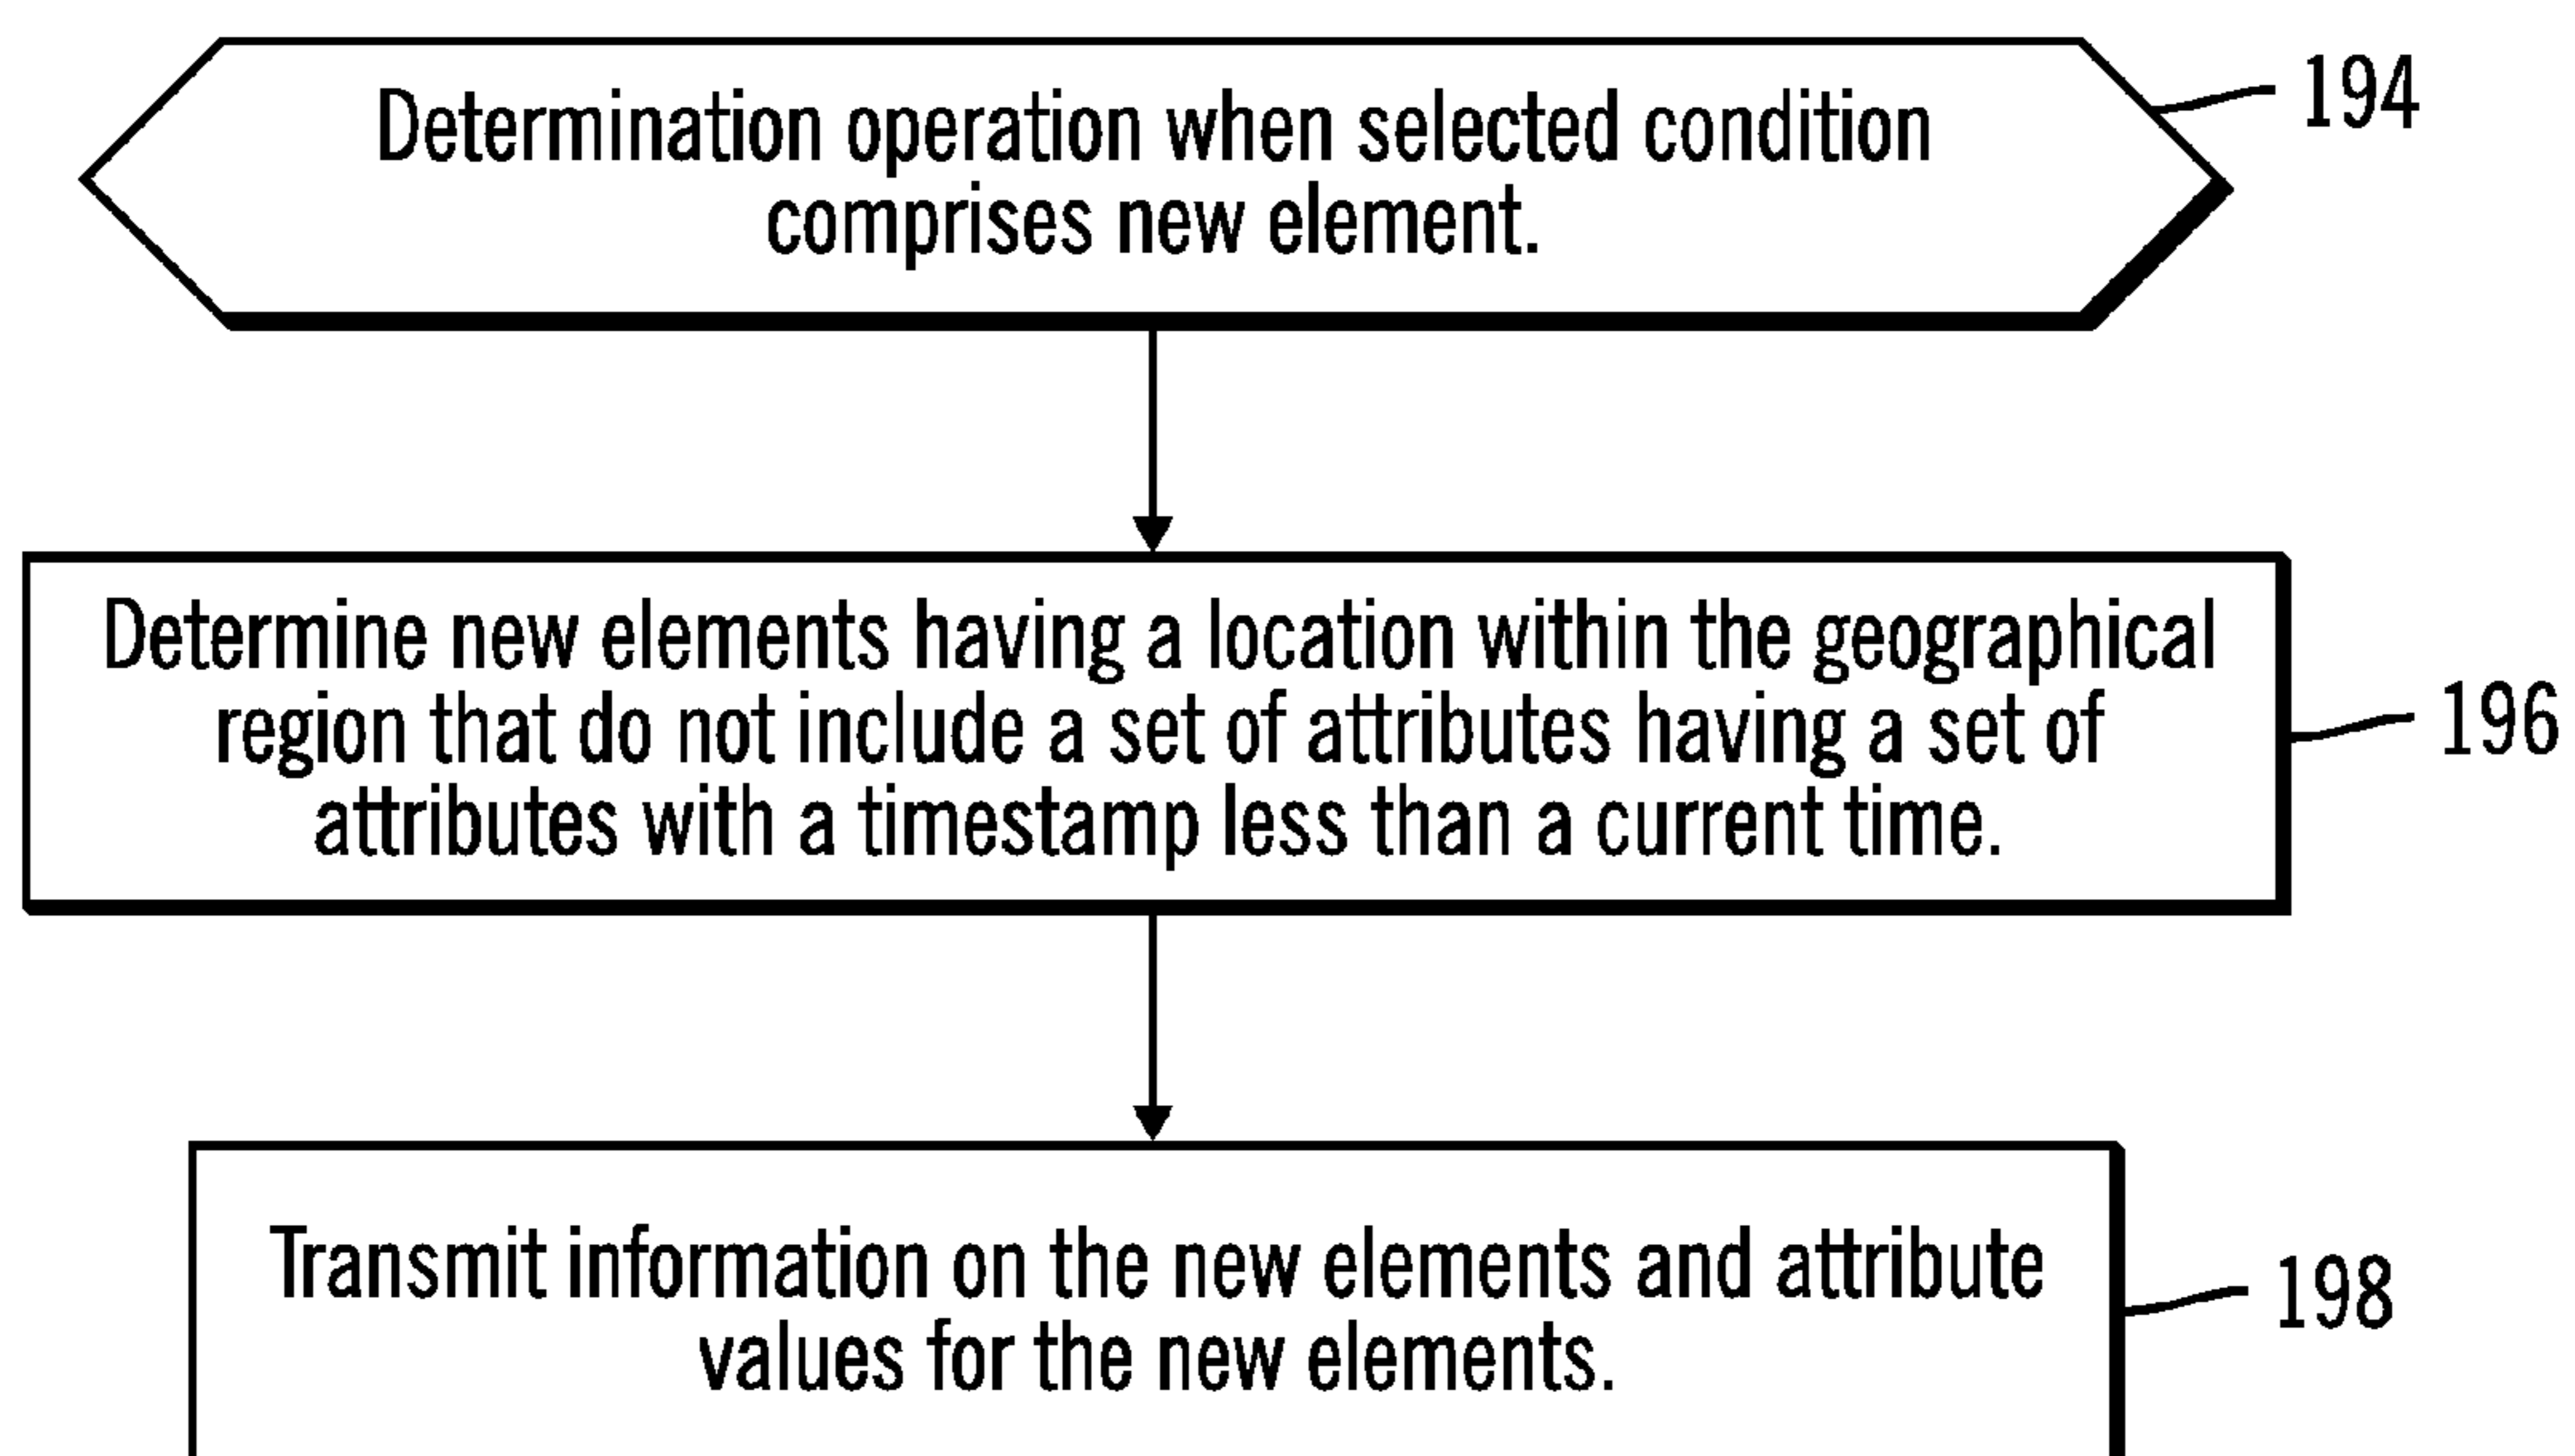 Determination operation when selected condition
comprises new element.
194
Determine new elements having a location within the geographical
region that do not include a set of attributes having a set of
attributes with a timestamp less than a current time.
196
Transmit information on the new elements and attribute
values for the new elements.
198